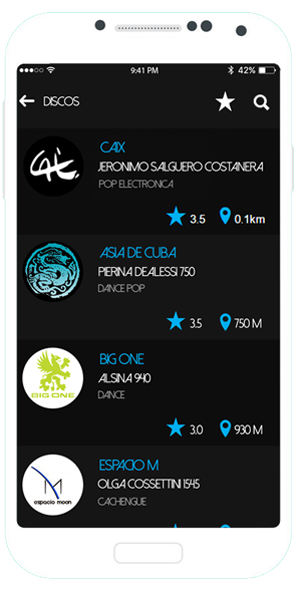 9:41 PM 42%
DISCOS
CAIX
JERONIMO SALGUERO COSTANERA
POP ELECTRONICA
3.5 0.1km
ASIA DE CUBA
PIERINA DEALESSI 750
DANCE POP
3.5 750 M
BIG ONE
BIG ONE
ALSINA 940
DANCE
3.0 930 M
espacio moon
ESPACIO M
OLGA COSSETTINI 1545
CACHENGUE